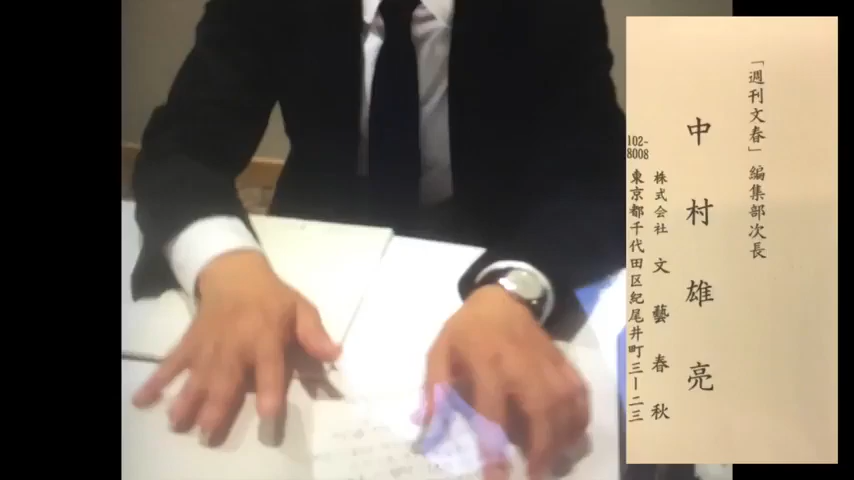 「週刊文春」編集部次長
中村雄亮
株式会社 文藝春秋
102-
8008
東京都千代田区紀尾井町三ー二三